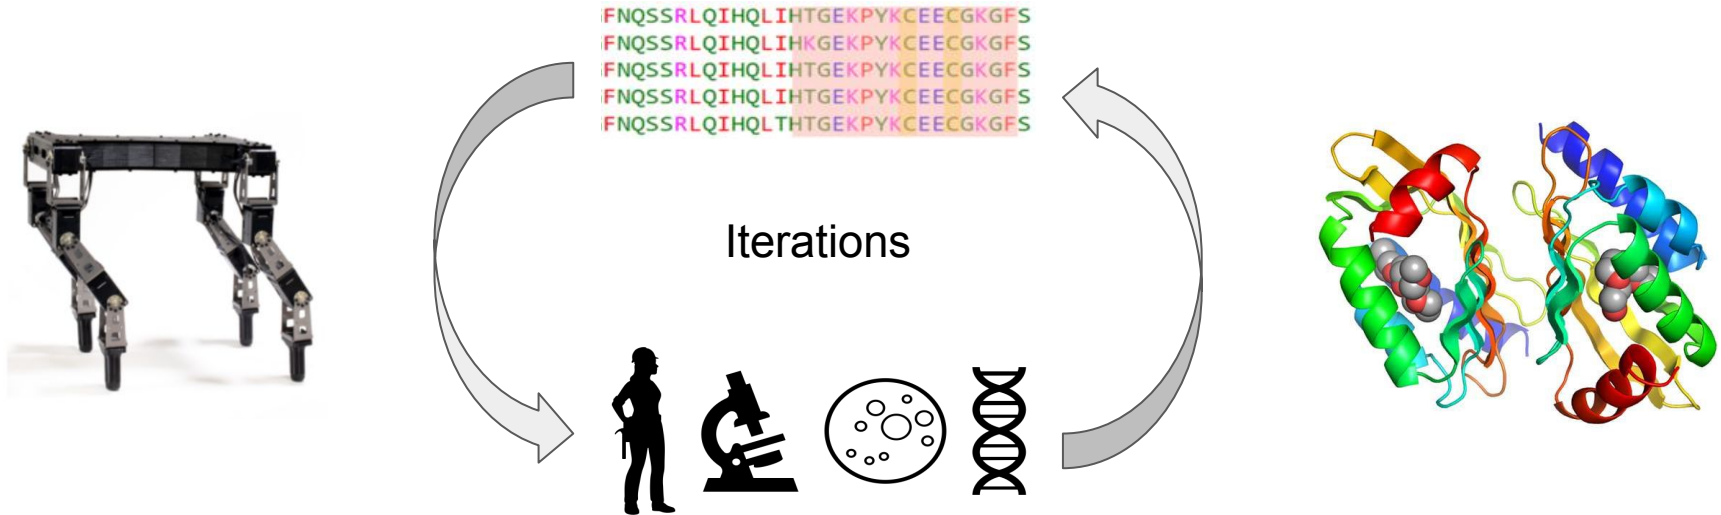 FNQSSRLQIHQLIHTGEKPYKCEECGKGFS
FNQSSRLQIHQLIHKGEKPYKCEECGKGFS
FNQSSRLQIHQLIHTGEKPYKCEECGKGFS
FNQSSRLQIHQLIHTGEKPYKCEECGKGFS
FNQSSRLQIHQLTHTGEKPYKCEECGKGFS
Iterations